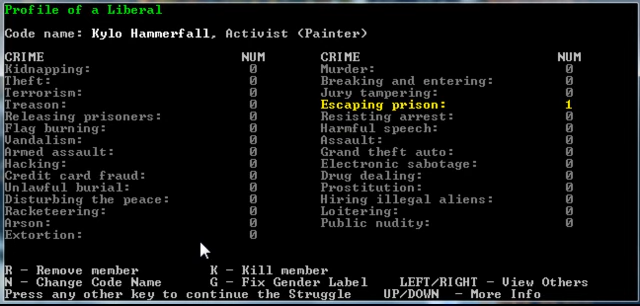 Profile of a Liberal
Code name: Kylo Hammerfall, Activist (Painter)
CRIME NUM CRIME NUM
Kidnapping: 0 Murder: 0
Theft: 0 Breaking and entering: 0
Terrorism: 0 Jury tampering: 0
Treason: 0 Escaping prison: 1
Releasing prisoners: 0 Resisting arrest: 0
Flag burning: 0 Harmful speech: 0
Vandalism: 0 Assault: 0
Armed assault: 0 Grand theft auto: 0
Hacking: 0 Electronic sabotage: 0
Credit card fraud: 0 Drug dealing: 0
Unlawful burial: 0 Prostitution: 0
Disturbing the peace: 0 Hiring illegal aliens: 0
Racketeering: 0 Loitering: 0
Arson: 0 Public nudity: 0
Extortion: 0
R - Remove member K - Kill member
N - Change Code Name G - Fix Gender Label LEFT/RIGHT - View Others
Press any other key to continue the Struggle UP/DOWN - More Info